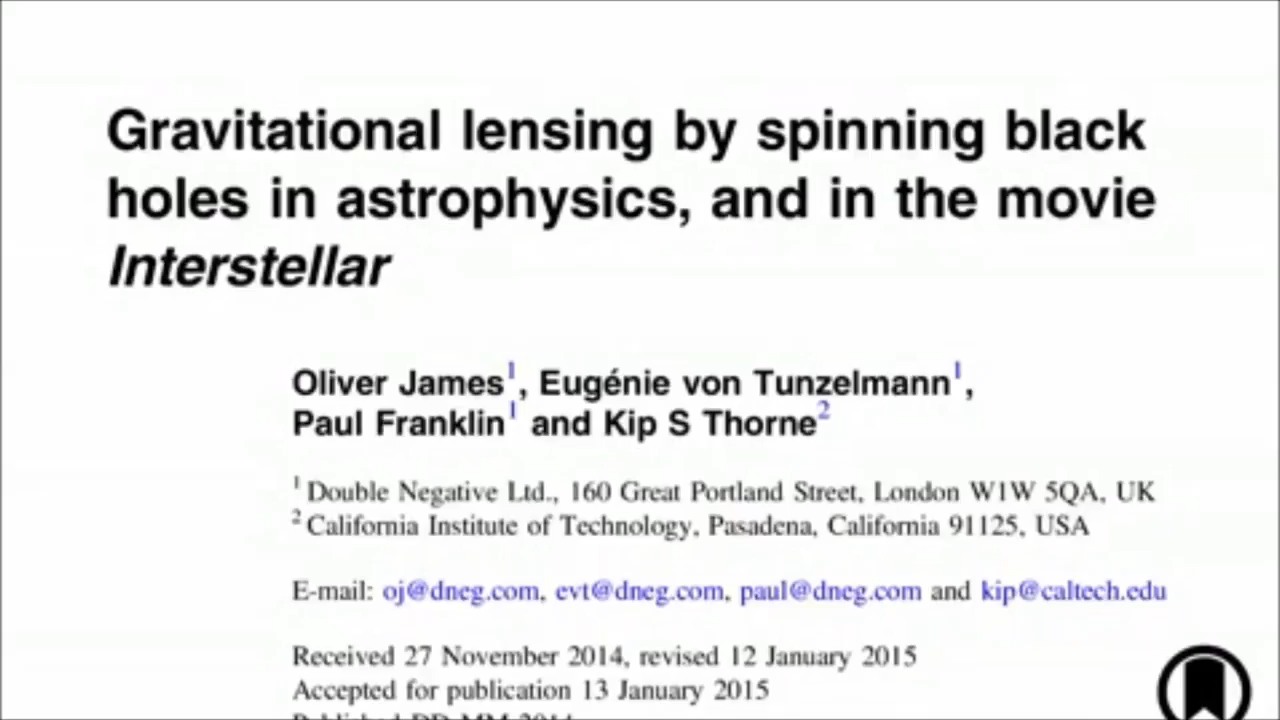 Gravitational lensing by spinning black
holes in astrophysics, and in the movie
Interstellar
Oliver James1, Eugénie von Tunzelmann1,
Paul Franklin1 and Kip S Thorne2
1 Double Negative Ltd., 160 Great Portland Street, London W1W 5QA, UK
2 California Institute of Technology, Pasadena, California 91125, USA
E-mail: oj@dneg.com, evt@dneg.com, paul@dneg.com and kip@caltech.edu
Received 27 November 2014, revised 12 January 2015
Accepted for publication 13 January 2015